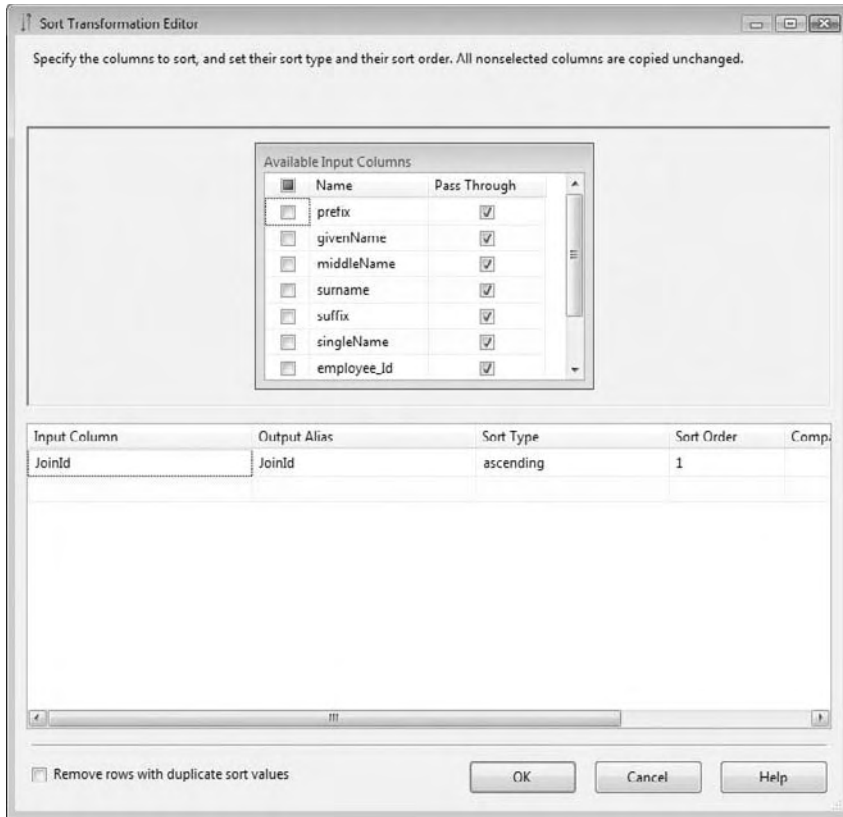 Sort Transformation Editor
Specify the columns to sort, and set their sort type and their sort order. All nonselected columns are copied unchanged.
Available Input Columns
Name Pass Through
prefix
givenName
middleName
surname
suffix
singleName
employee_Id
Input Column Output Alias Sort Type Sort Order Comp
JoinId JoinId ascending 1
Remove rows with duplicate sort values OK Cancel Help